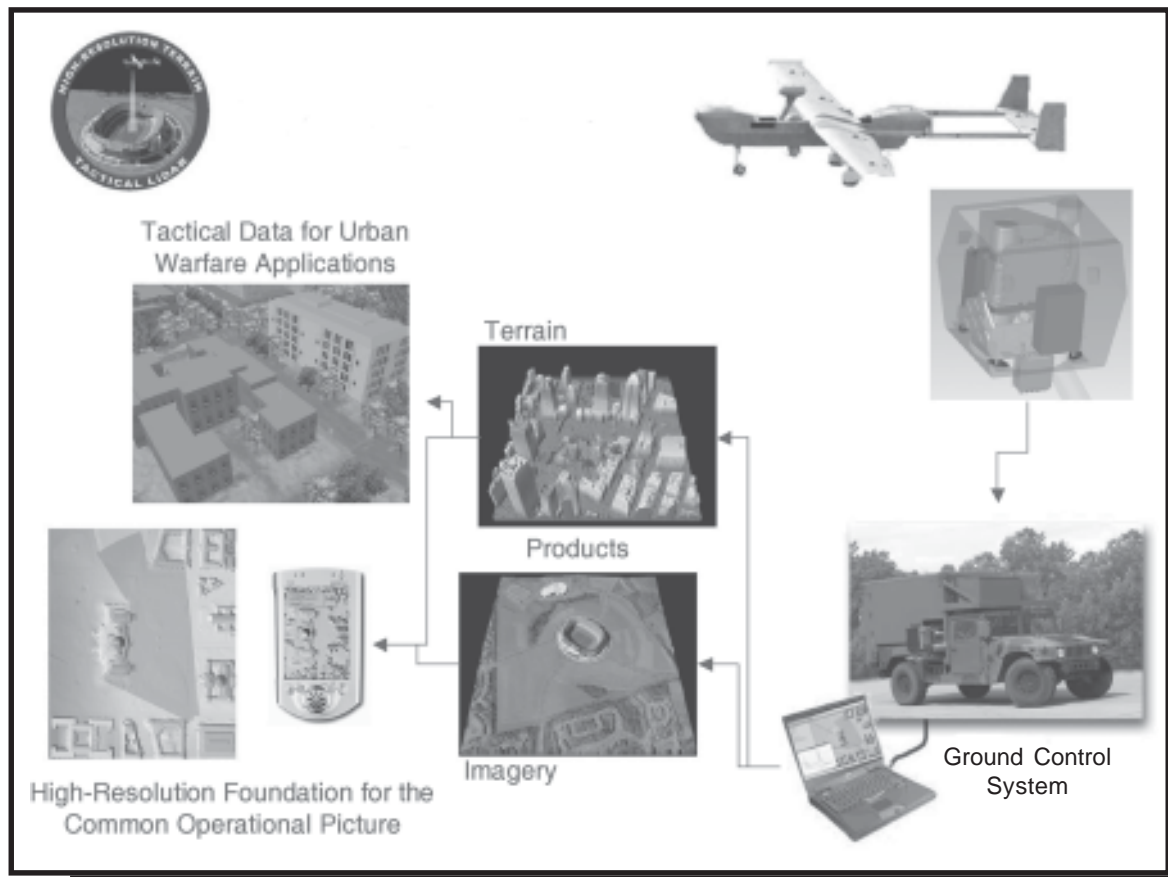 HIGH-RESOLUTION TERRAIN
TACTICAL LIDAR
Tactical Data for Urban
Warfare Applications
Terrain
Products
Imagery
High-Resolution Foundation for the
Common Operational Picture
Ground Control
System